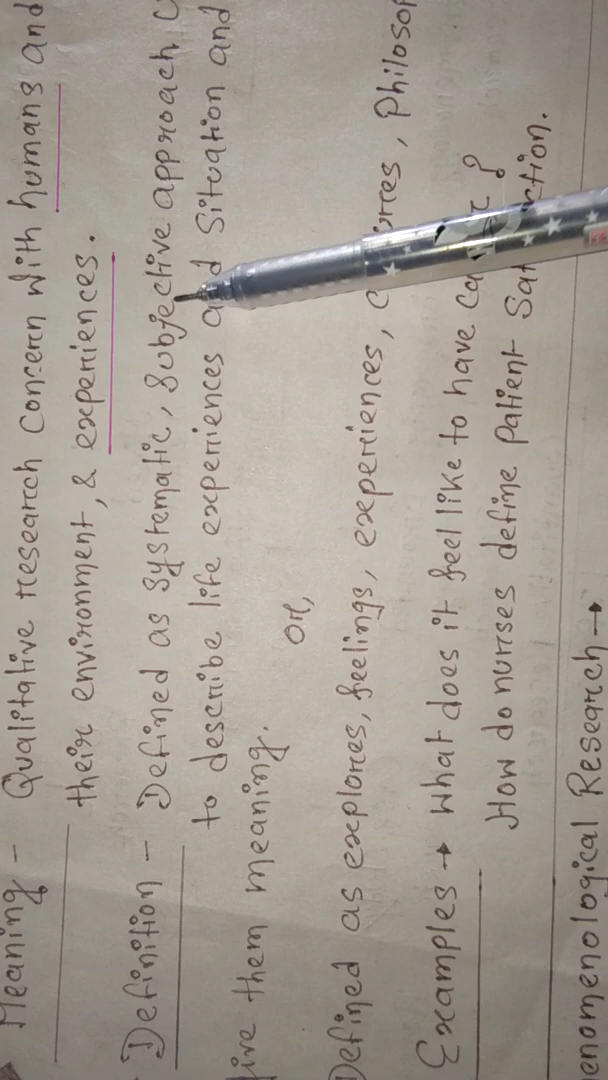 Meaning - Qualitative research concern with humans and
their environment, & experiences.
Definition - Defined as systematic, subjective approach
to describe life experiences and situation and
give them meaning.
or,
Defined as explores, feelings, experiences,
Examples → What does it feel like to have
How do nurses define patient
enomenological Research →